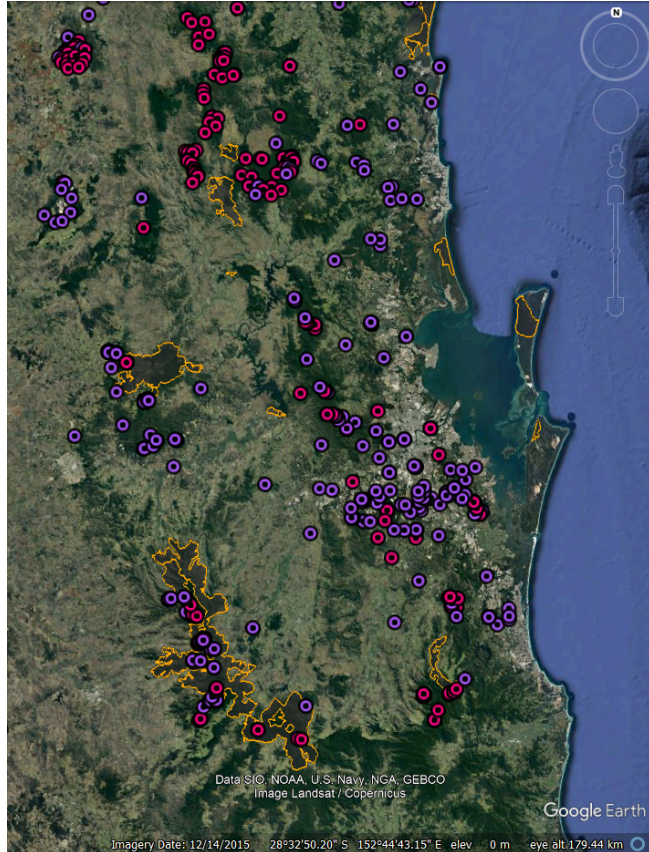 N
Data SIO, NOAA, U.S. Navy, NGA, GEBCO
Image Landsat / Copernicus
Google Earth
Imagery Date: 12/14/2015 28°32'50.20" S 152°44'43.15" E elev 0 m eye alt 179.44 km